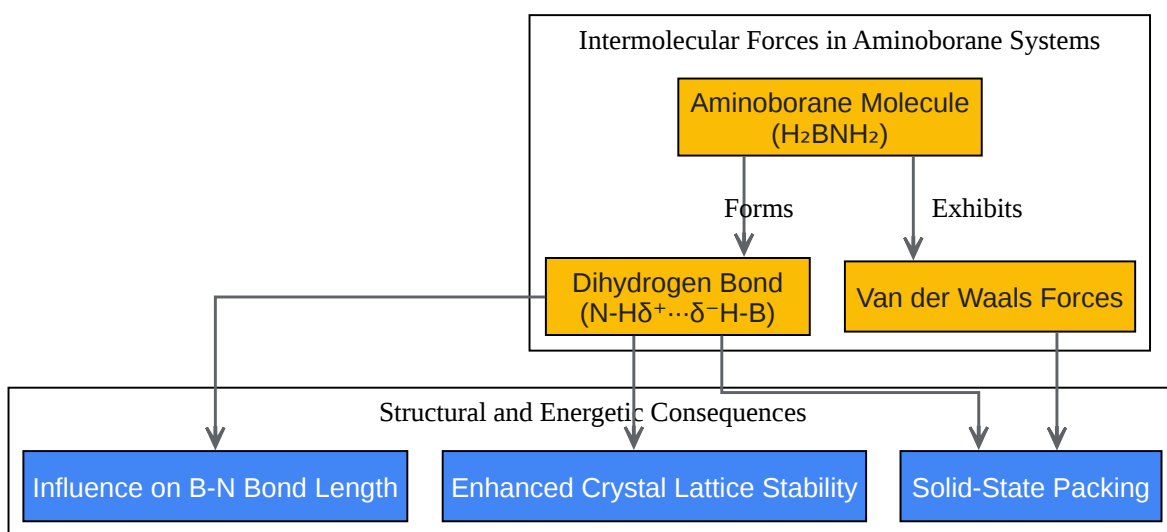 Intermolecular Forces in Aminoborane Systems
Aminoborane Molecule
(H₂BNH₂)
Forms
Exhibits
Dihydrogen Bond
(N-Hδ⁺···δ⁻H-B)
Van der Waals Forces
Structural and Energetic Consequences
Influence on B-N Bond Length
Enhanced Crystal Lattice Stability
Solid-State Packing